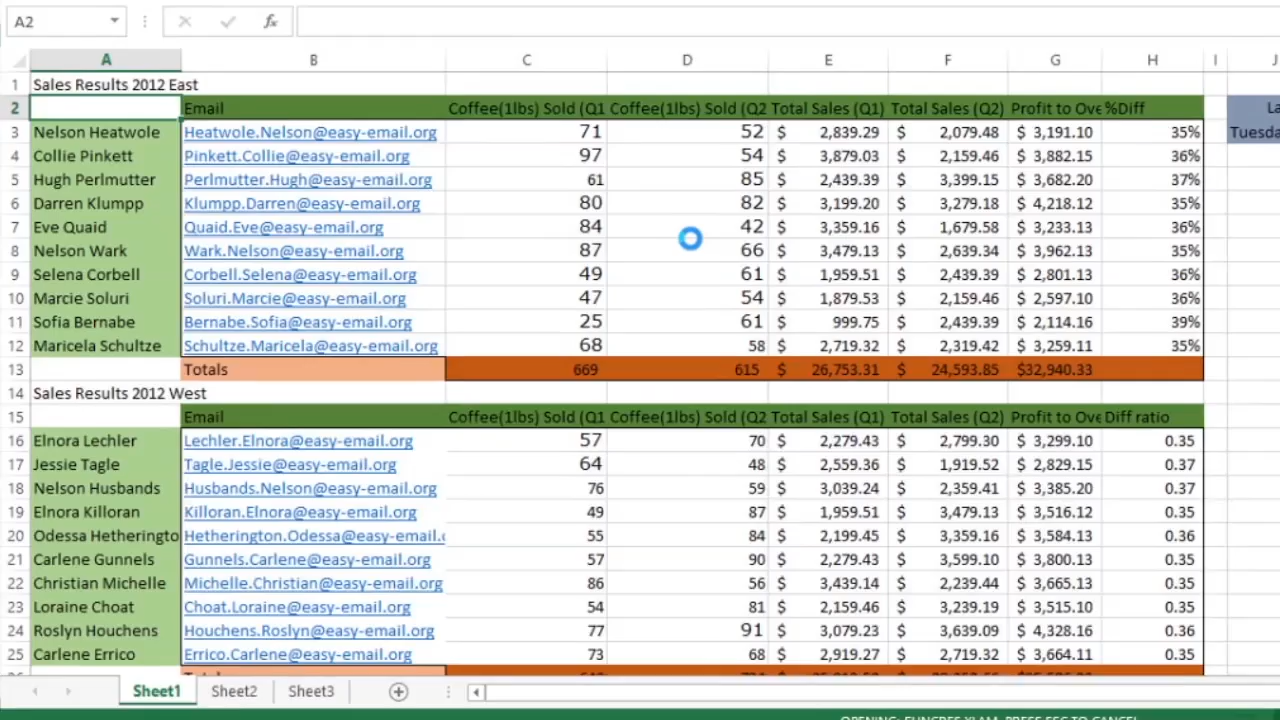 A2
fx
A B C D E F G H I J
1 Sales Results 2012 East
2 Email Coffee(1lbs) Sold (Q1 Coffee(1lbs) Sold (Q2 Total Sales (Q1) Total Sales (Q2) Profit to Ove %Diff La
3 Nelson Heatwole Heatwole.Nelson@easy-email.org 71 52 $ 2,839.29 $ 2,079.48 $ 3,191.10 35% Tuesda
4 Collie Pinkett Pinkett.Collie@easy-email.org 97 54 $ 3,879.03 $ 2,159.46 $ 3,882.15 36%
5 Hugh Perlmutter Perlmutter.Hugh@easy-email.org 61 85 $ 2,439.39 $ 3,399.15 $ 3,682.20 37%
6 Darren Klumpp Klumpp.Darren@easy-email.org 80 82 $ 3,199.20 $ 3,279.18 $ 4,218.12 35%
7 Eve Quaid Quaid.Eve@easy-email.org 84 42 $ 3,359.16 $ 1,679.58 $ 3,233.13 36%
8 Nelson Wark Wark.Nelson@easy-email.org 87 66 $ 3,479.13 $ 2,639.34 $ 3,962.13 35%
9 Selena Corbell Corbell.Selena@easy-email.org 49 61 $ 1,959.51 $ 2,439.39 $ 2,801.13 36%
10 Marcie Soluri Soluri.Marcie@easy-email.org 47 54 $ 1,879.53 $ 2,159.46 $ 2,597.10 36%
11 Sofia Bernabe Bernabe.Sofia@easy-email.org 25 61 $ 999.75 $ 2,439.39 $ 2,114.16 39%
12 Maricela Schultze Schultze.Maricela@easy-email.org 68 58 $ 2,719.32 $ 2,319.42 $ 3,259.11 35%
13 Totals 669 615 $ 26,753.31 $ 24,593.85 $32,940.33
14 Sales Results 2012 West
15 Email Coffee(1lbs) Sold (Q1 Coffee(1lbs) Sold (Q2 Total Sales (Q1) Total Sales (Q2) Profit to Ove Diff ratio
16 Elnora Lechler Lechler.Elnora@easy-email.org 57 70 $ 2,279.43 $ 2,799.30 $ 3,299.10 0.35
17 Jessie Tagle Tagle.Jessie@easy-email.org 64 48 $ 2,559.36 $ 1,919.52 $ 2,829.15 0.37
18 Nelson Husbands Husbands.Nelson@easy-email.org 76 59 $ 3,039.24 $ 2,359.41 $ 3,385.20 0.37
19 Elnora Killoran Killoran.Elnora@easy-email.org 49 87 $ 1,959.51 $ 3,479.13 $ 3,516.12 0.35
20 Odessa Hetheringto Hetherington.Odessa@easy-email. 55 84 $ 2,199.45 $ 3,359.16 $ 3,584.13 0.36
21 Carlene Gunnels Gunnels.Carlene@easy-email.org 57 90 $ 2,279.43 $ 3,599.10 $ 3,800.13 0.35
22 Christian Michelle Michelle.Christian@easy-email.org 86 56 $ 3,439.14 $ 2,239.44 $ 3,665.13 0.35
23 Loraine Choat Choat.Loraine@easy-email.org 54 81 $ 2,159.46 $ 3,239.19 $ 3,515.10 0.35
24 Roslyn Houchens Houchens.Roslyn@easy-email.org 77 91 $ 3,079.23 $ 3,639.09 $ 4,328.16 0.36
25 Carlene Errico Errico.Carlene@easy-email.org 73 68 $ 2,919.27 $ 2,719.32 $ 3,664.11 0.35
Sheet1 Sheet2 Sheet3